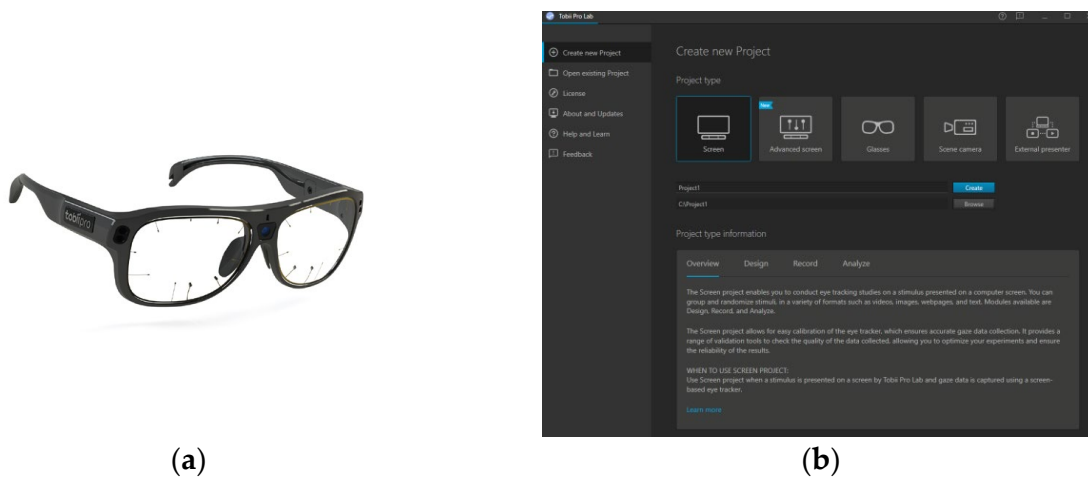 tobiipro
(a)
Tobii Pro Lab
Create new Project
Open existing Project
License
About and Updates
Help and Learn
Feedback
Create new Project
Project type
Screen
New
Advanced screen
Glasses
Scene camera
External presenter
Project1
Create
C:\Project1
Browse
Project type information
Overview Design Record Analyze
The Screen project enables you to conduct eye tracking studies on a stimulus presented on a computer screen. You can
group and randomize stimuli, in a variety of formats such as videos, images, webpages, and text. Modules available are
Design, Record, and Analyze.
The Screen project allows for easy calibration of the eye tracker, which ensures accurate gaze data collection. It provides a
range of validation tools to check the quality of the data collected, allowing you to optimize your experiments and ensure
the reliability of the results.
WHEN TO USE SCREEN PROJECT:
Use Screen project when a stimulus is presented on a screen by Tobii Pro Lab and gaze data is captured using a screen-
based eye tracker.
Learn more
(b)